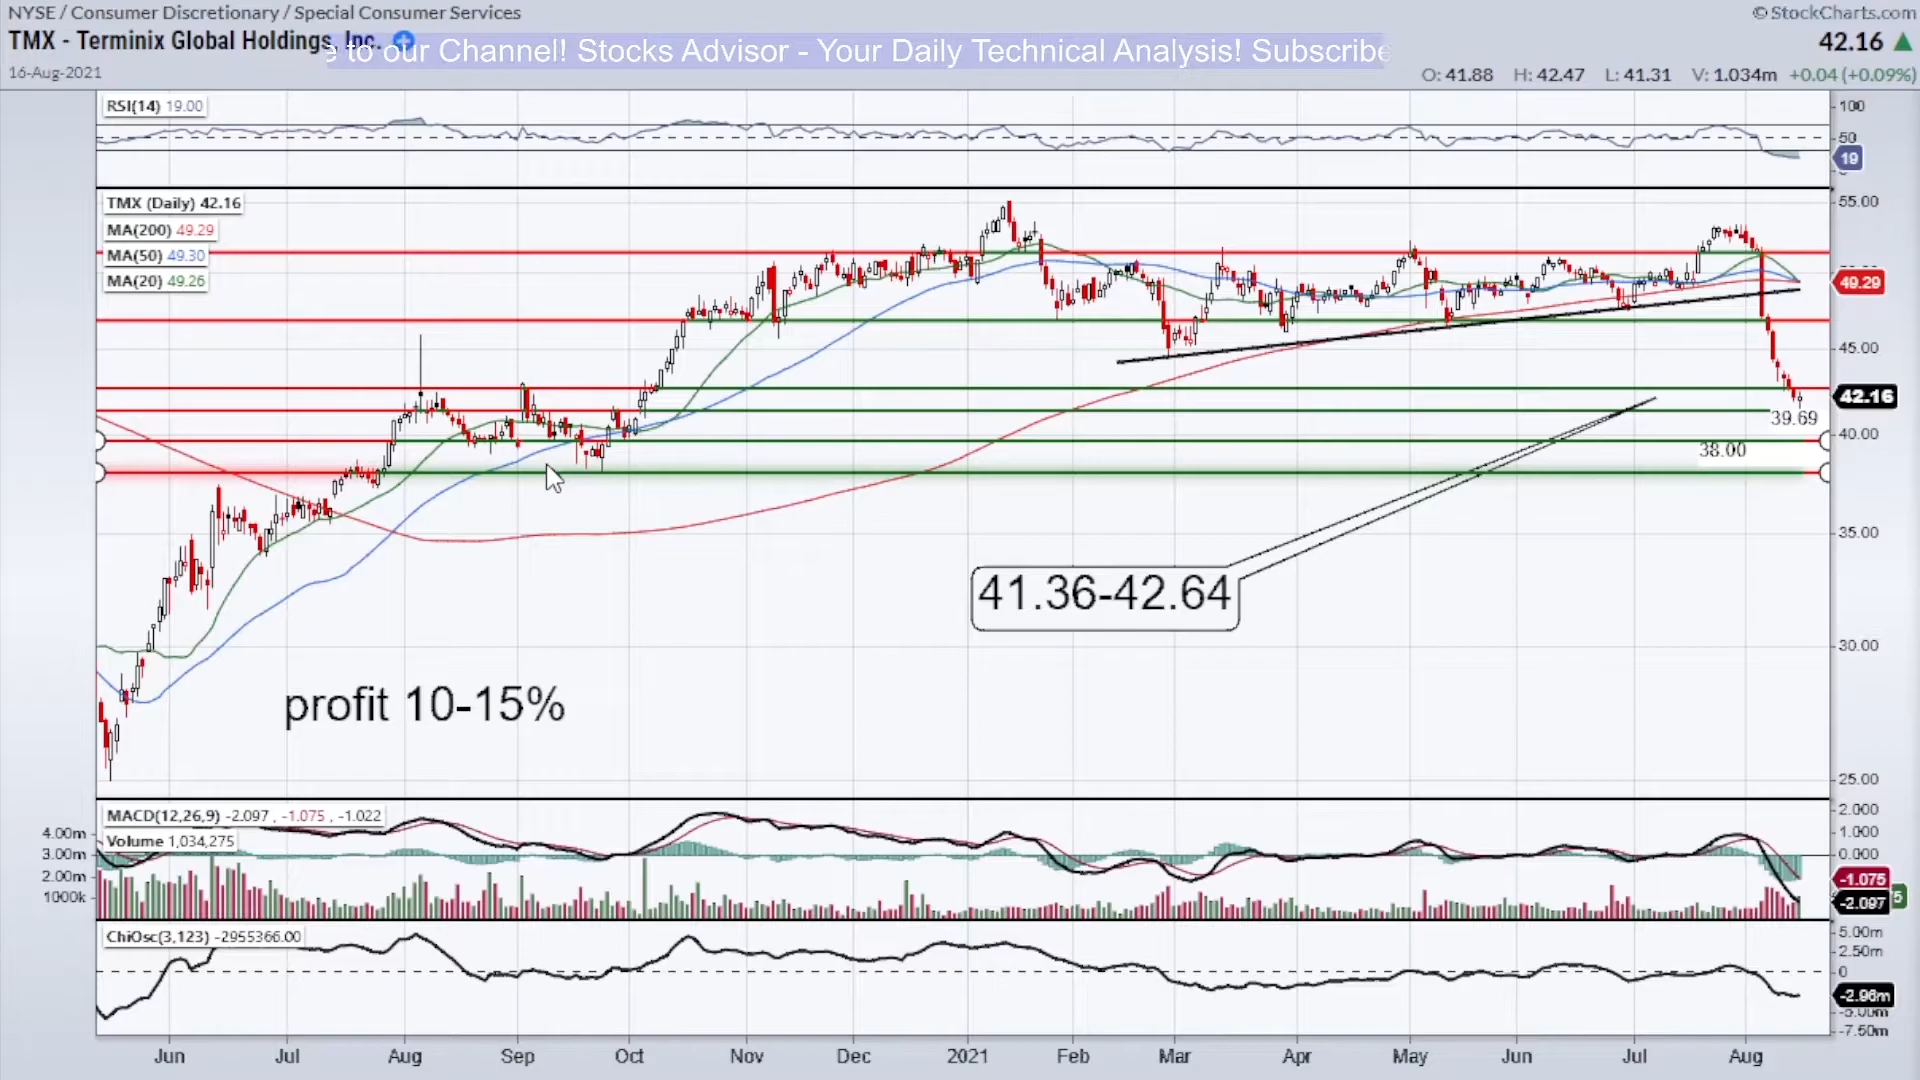 NYSE / Consumer Discretionary / Special Consumer Services
© StockCharts.com
TMX - Terminix Global Holdings, Inc.
to our Channel! Stocks Advisor - Your Daily Technical Analysis! Subscribe
42.16
16-Aug-2021
O: 41.88 H: 42.47 L: 41.31 V: 1.034m +0.04 (+0.09%)
RSI(14) 19.00
100
50
19
TMX (Daily) 42.16
MA(200) 49.29
MA(50) 49.30
MA(20) 49.26
55.00
49.29
45.00
42.16
39.69
40.00
38.00
35.00
41.36-42.64
30.00
profit 10-15%
25.00
MACD(12,26,9) -2.097 , -1.075 , -1.022
Volume 1,034,275
4.00m
3.00m
2.00m
1000k
2.000
1.000
0.000
-1.075
-2.097
5
ChiOsc(3,123) -2955366.00
5.00m
2.50m
0
-2.96m
-5.00m
-7.50m
Jun Jul Aug Sep Oct Nov Dec 2021 Feb Mar Apr May Jun Jul Aug